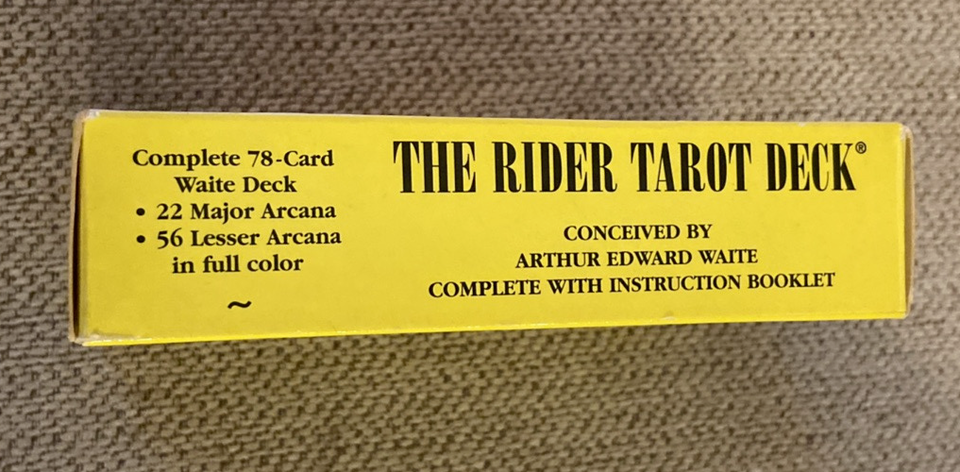 Complete 78-Card
Waite Deck
• 22 Major Arcana
• 56 Lesser Arcana
in full color
~
THE RIDER TAROT DECK®
CONCEIVED BY
ARTHUR EDWARD WAITE
COMPLETE WITH INSTRUCTION BOOKLET